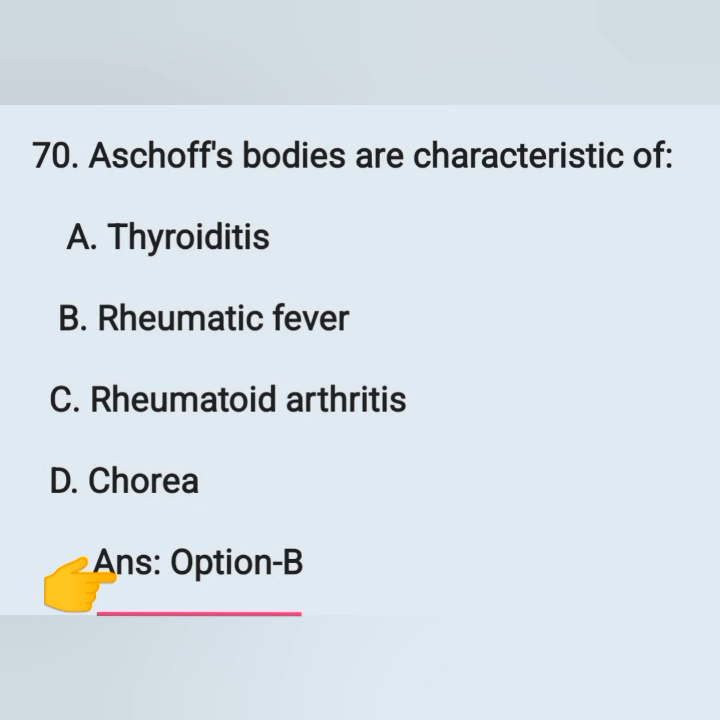 70. Aschoff's bodies are characteristic of:
A. Thyroiditis
B. Rheumatic fever
C. Rheumatoid arthritis
D. Chorea
Ans: Option-B